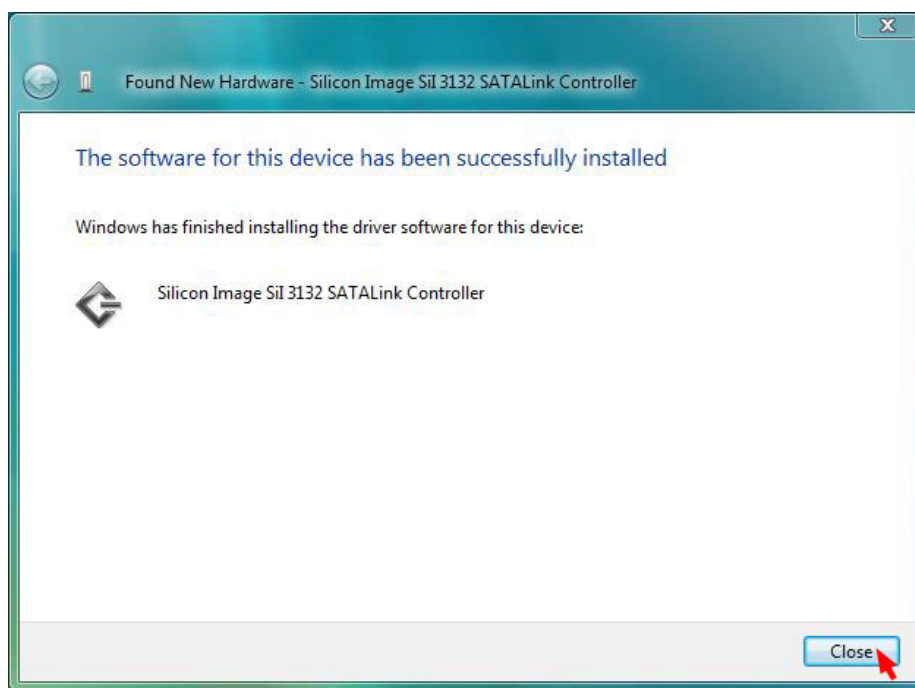 Found New Hardware - Silicon Image SiI 3132 SATALink Controller
The software for this device has been successfully installed
Windows has finished installing the driver software for this device:
Silicon Image SiI 3132 SATALink Controller
Close